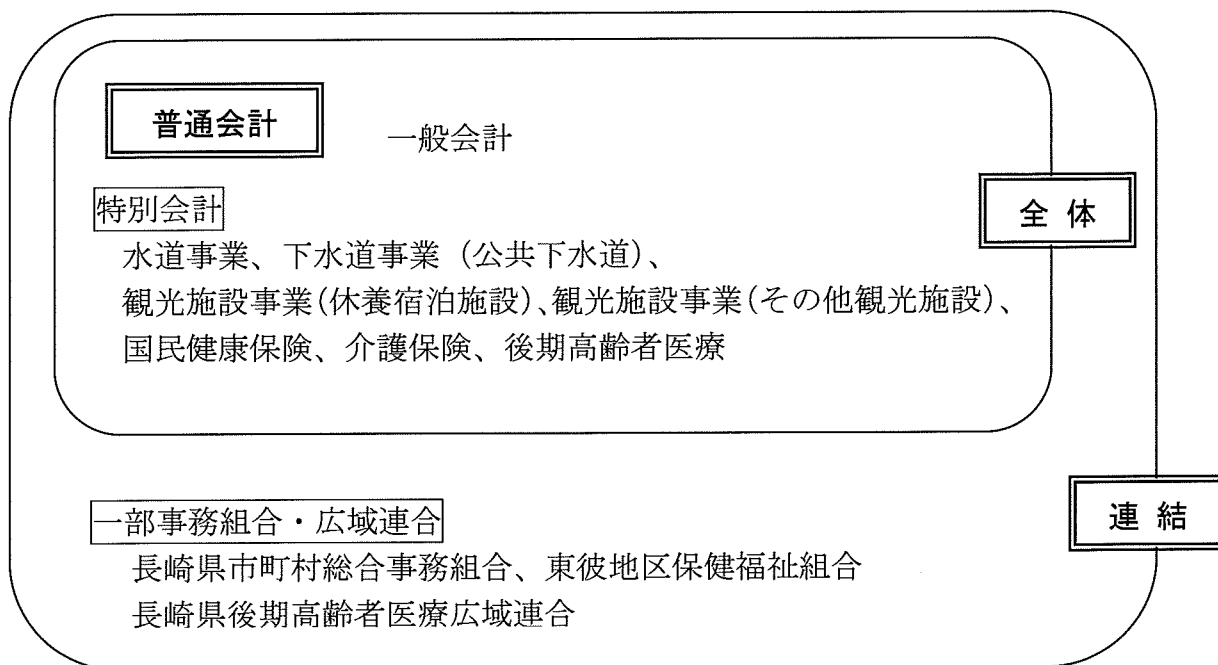 普通会計
一般会計
特別会計
全 体
水道事業、下水道事業（公共下水道）、
観光施設事業(休養宿泊施設)、観光施設事業(その他観光施設)、
国民健康保険、介護保険、後期高齢者医療
一部事務組合・広域連合
連 結
長崎県市町村総合事務組合、東彼地区保健福祉組合
長崎県後期高齢者医療広域連合